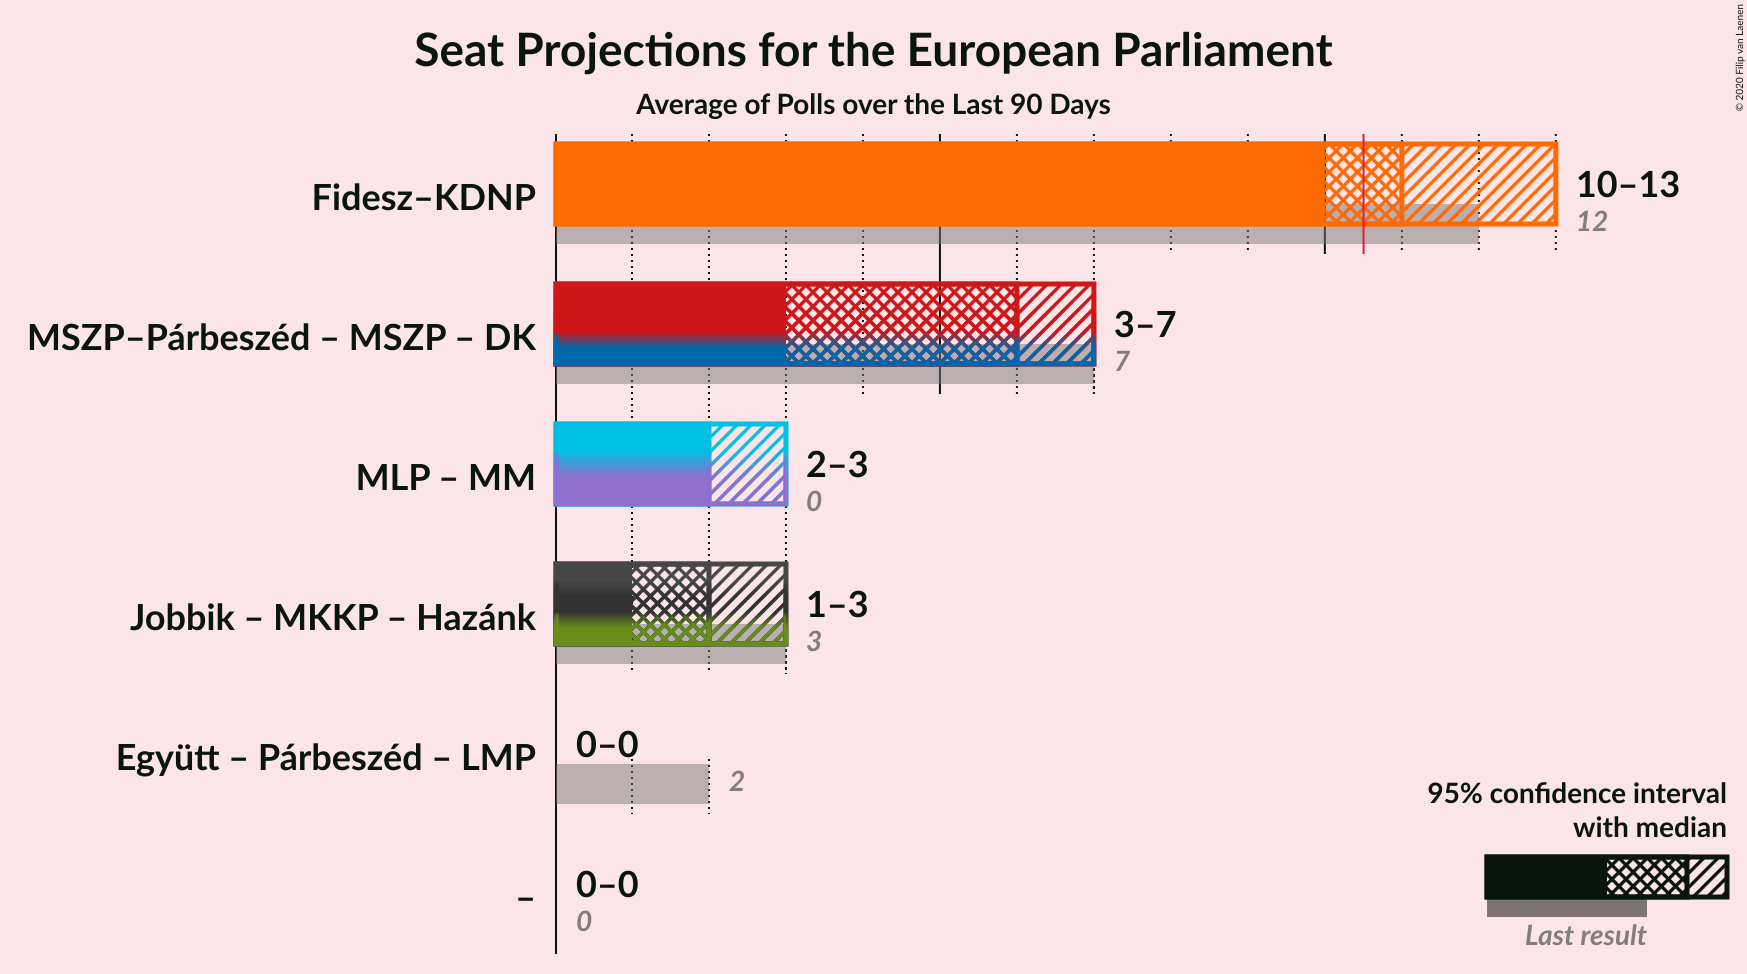 Seat Projections for the European Parliament
Average of Polls over the Last 90 Days
© 2020 Filip van Laenen
Fidesz–KDNP
10–13
12
MSZP–Párbeszéd – MSZP – DK
3–7
7
MLP – MM
2–3
0
Jobbik – MKKP – Hazánk
1–3
3
Együtt – Párbeszéd – LMP
0–0
2
–
0–0
0
95% confidence interval
with median
Last result